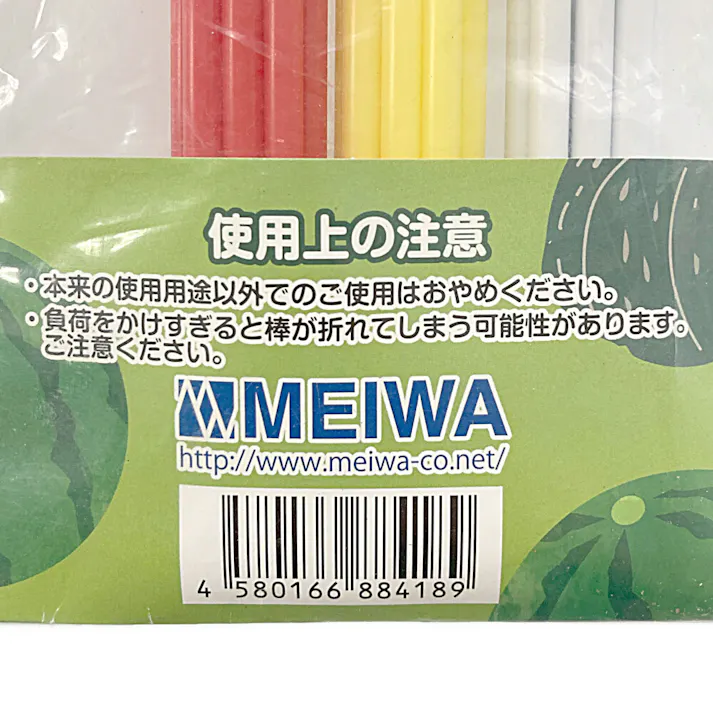 使用上の注意
・本来の使用用途以外でのご使用はおやめください。
・負荷をかけすぎると棒が折れてしまう可能性があります。
ご注意ください。
MEIWA
http://www.meiwa-co.net/
4 580166 884189